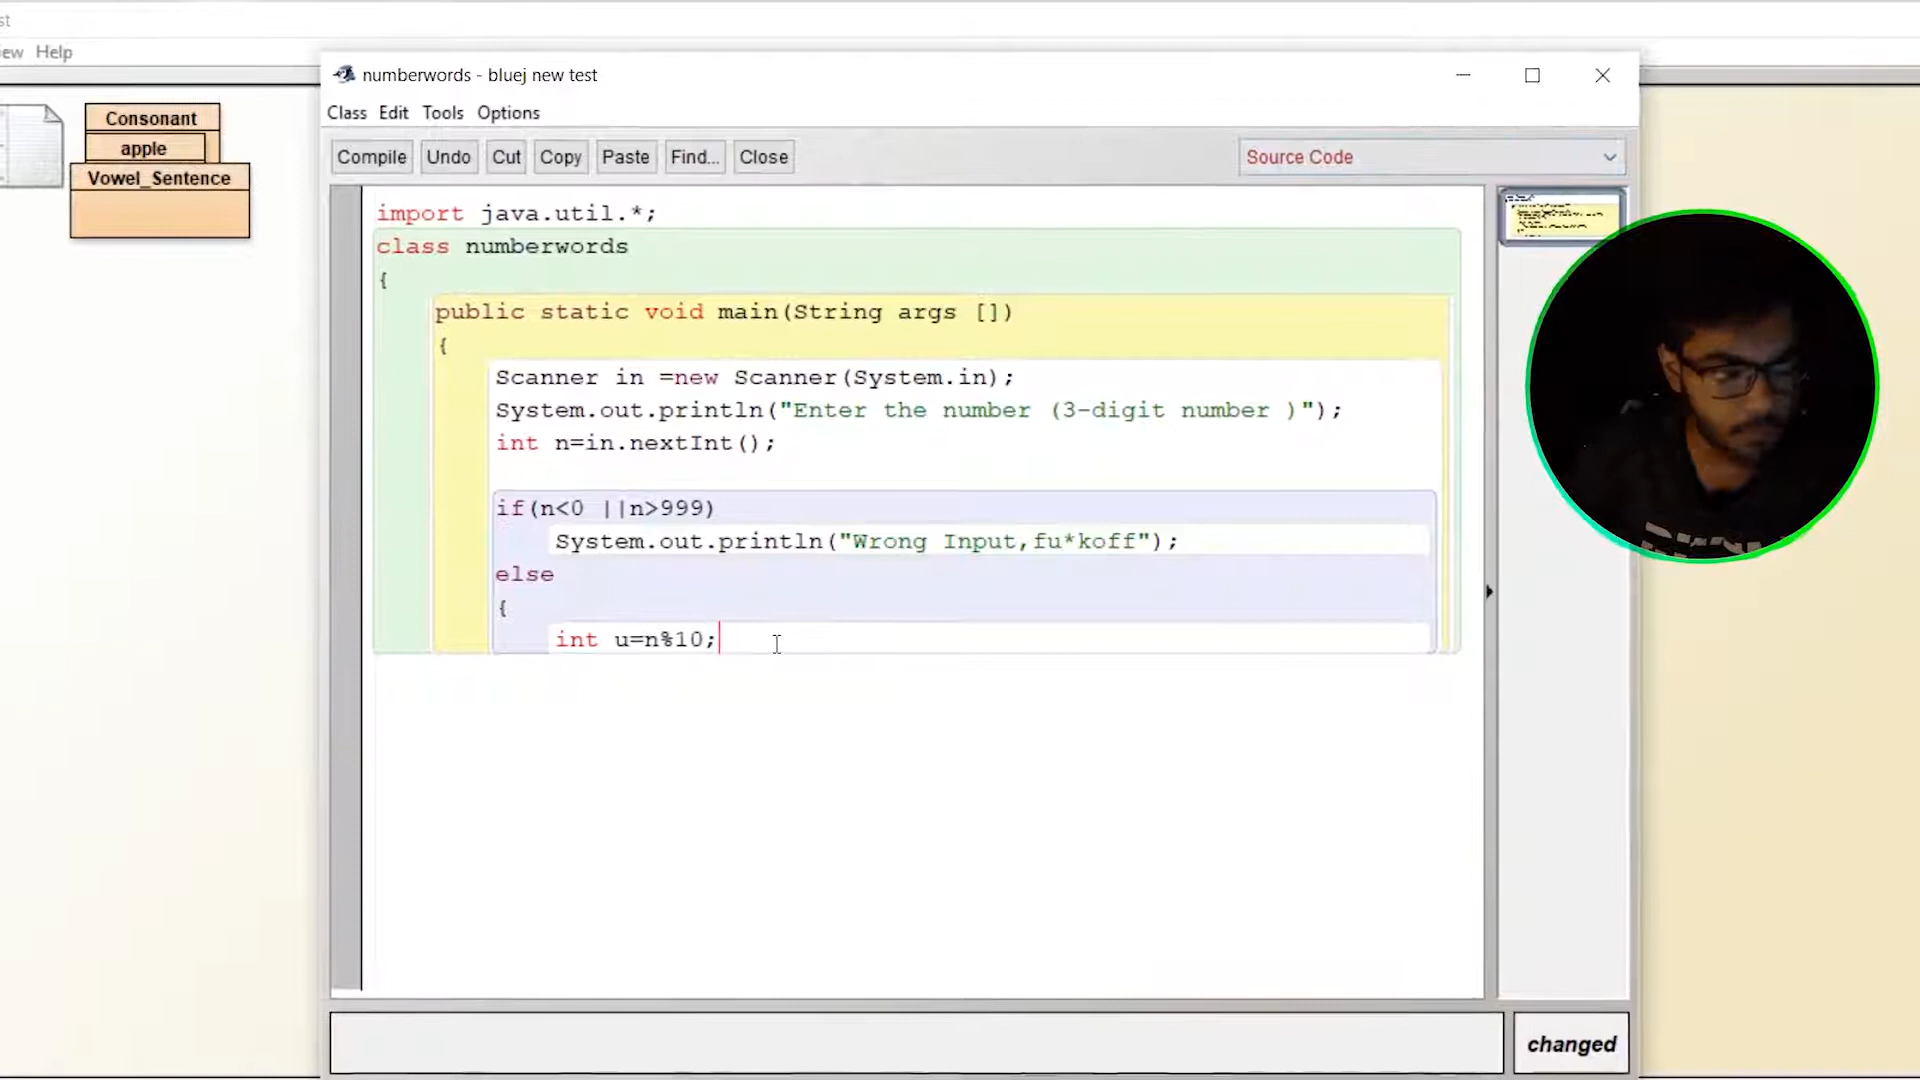 st
iew Help
Consonant
apple
Vowel_Sentence
numberwords - bluej new test
Class Edit Tools Options
Compile Undo Cut Copy Paste Find... Close
Source Code
import java.util.*;
class numberwords
{
public static void main(String args [])
{
Scanner in =new Scanner(System.in);
System.out.println("Enter the number (3-digit number )");
int n=in.nextInt();
if(n<0 ||n>999)
System.out.println("Wrong Input,fu*koff");
else
{
int u=n%10;
changed